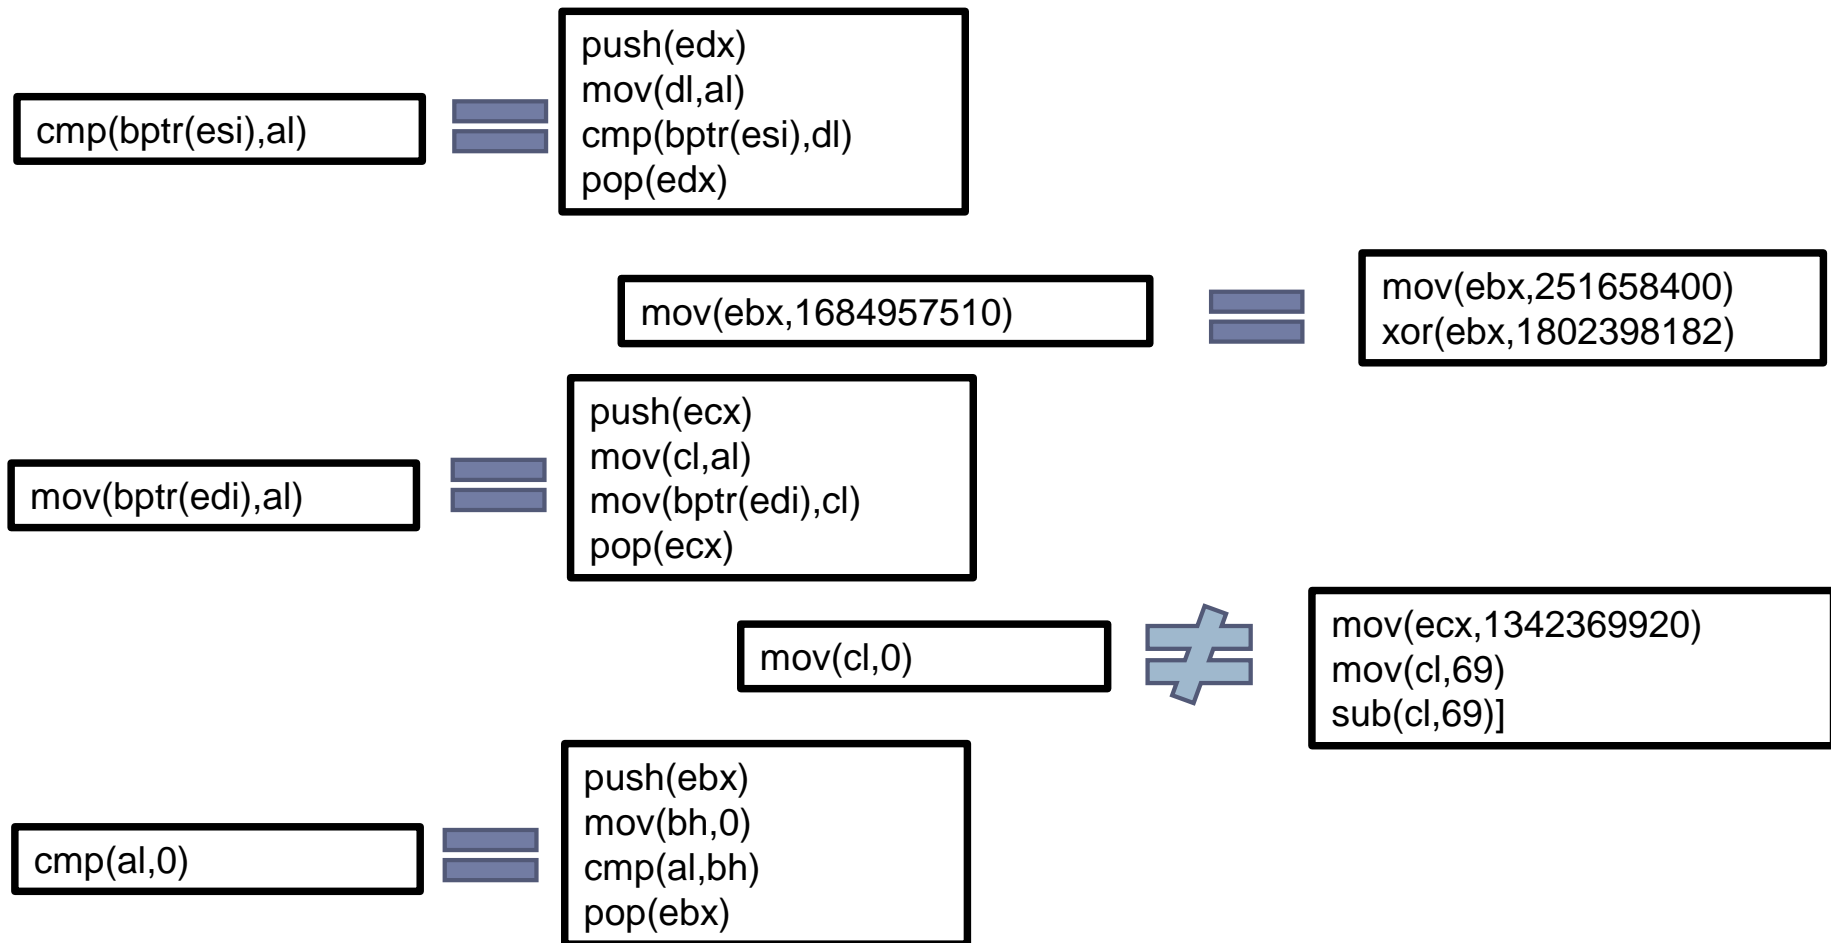 cmp(bptr(esi),al)
push(edx)
mov(dl,al)
cmp(bptr(esi),dl)
pop(edx)
mov(ebx,1684957510)
mov(ebx,251658400)
xor(ebx,1802398182)
mov(bptr(edi),al)
push(ecx)
mov(cl,al)
mov(bptr(edi),cl)
pop(ecx)
mov(cl,0)
mov(ecx,1342369920)
mov(cl,69)
sub(cl,69)]
cmp(al,0)
push(ebx)
mov(bh,0)
cmp(al,bh)
pop(ebx)